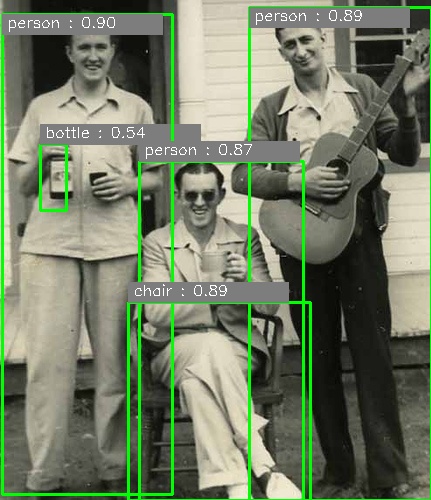 person : 0.90
person : 0.89
bottle : 0.54
person : 0.87
chair : 0.89